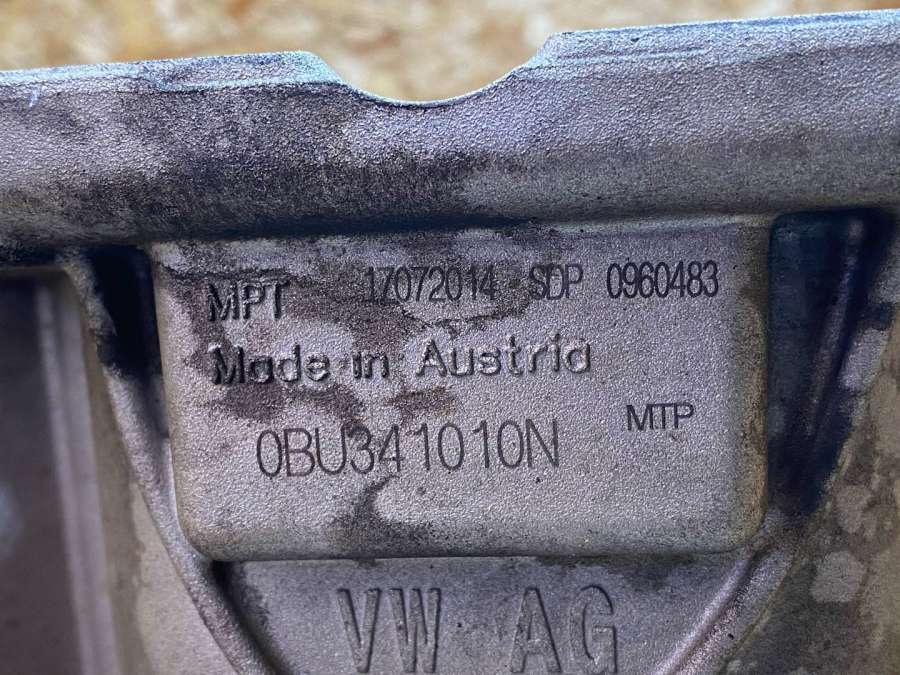 MPT 17072014 SDP 0960483
Made in Austria
0BU341010N MTP
VW AG